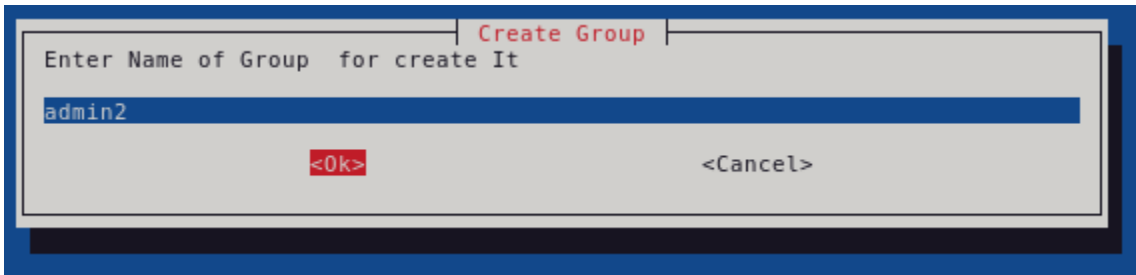 Create Group
Enter Name of Group  for create It
admin2
<Ok> <Cancel>